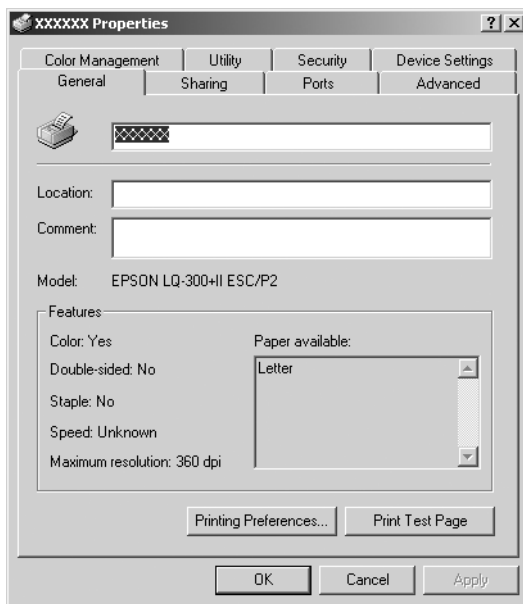 XXXXXX Properties
Color Management Utility Security Device Settings
General Sharing Ports Advanced
XXXXXX
Location:
Comment:
Model: EPSON LQ-300+II ESC/P2
Features
Color: Yes Paper available:
Double-sided: No Letter
Staple: No
Speed: Unknown
Maximum resolution: 360 dpi
Printing Preferences... Print Test Page
OK Cancel Apply